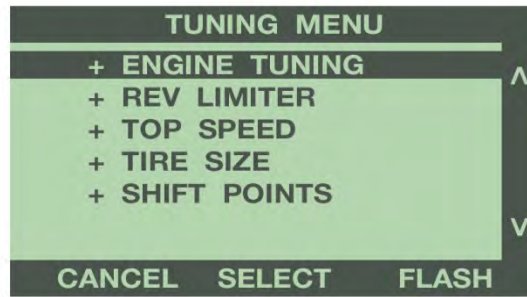 TUNING MENU
+ ENGINE TUNING
+ REV LIMITER
+ TOP SPEED
+ TIRE SIZE
+ SHIFT POINTS
CANCEL SELECT FLASH